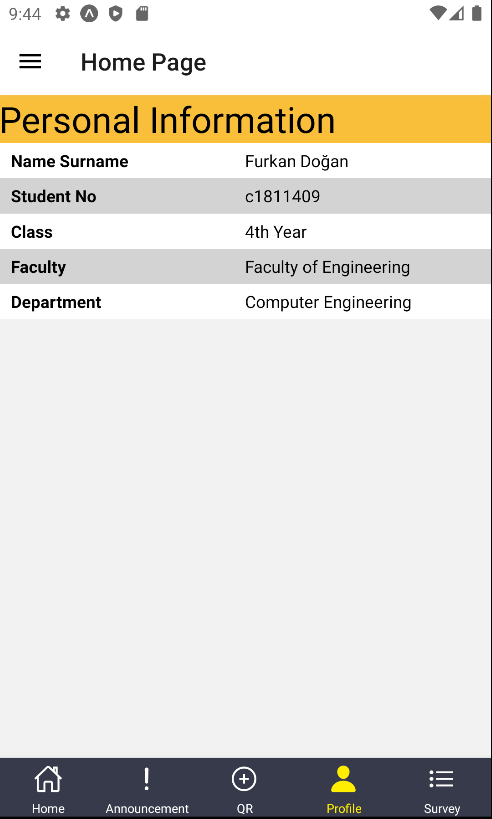 9:44
Home Page
Personal Information
Name Surname Furkan Doğan
Student No c1811409
Class 4th Year
Faculty Faculty of Engineering
Department Computer Engineering
Home Announcement QR Profile Survey